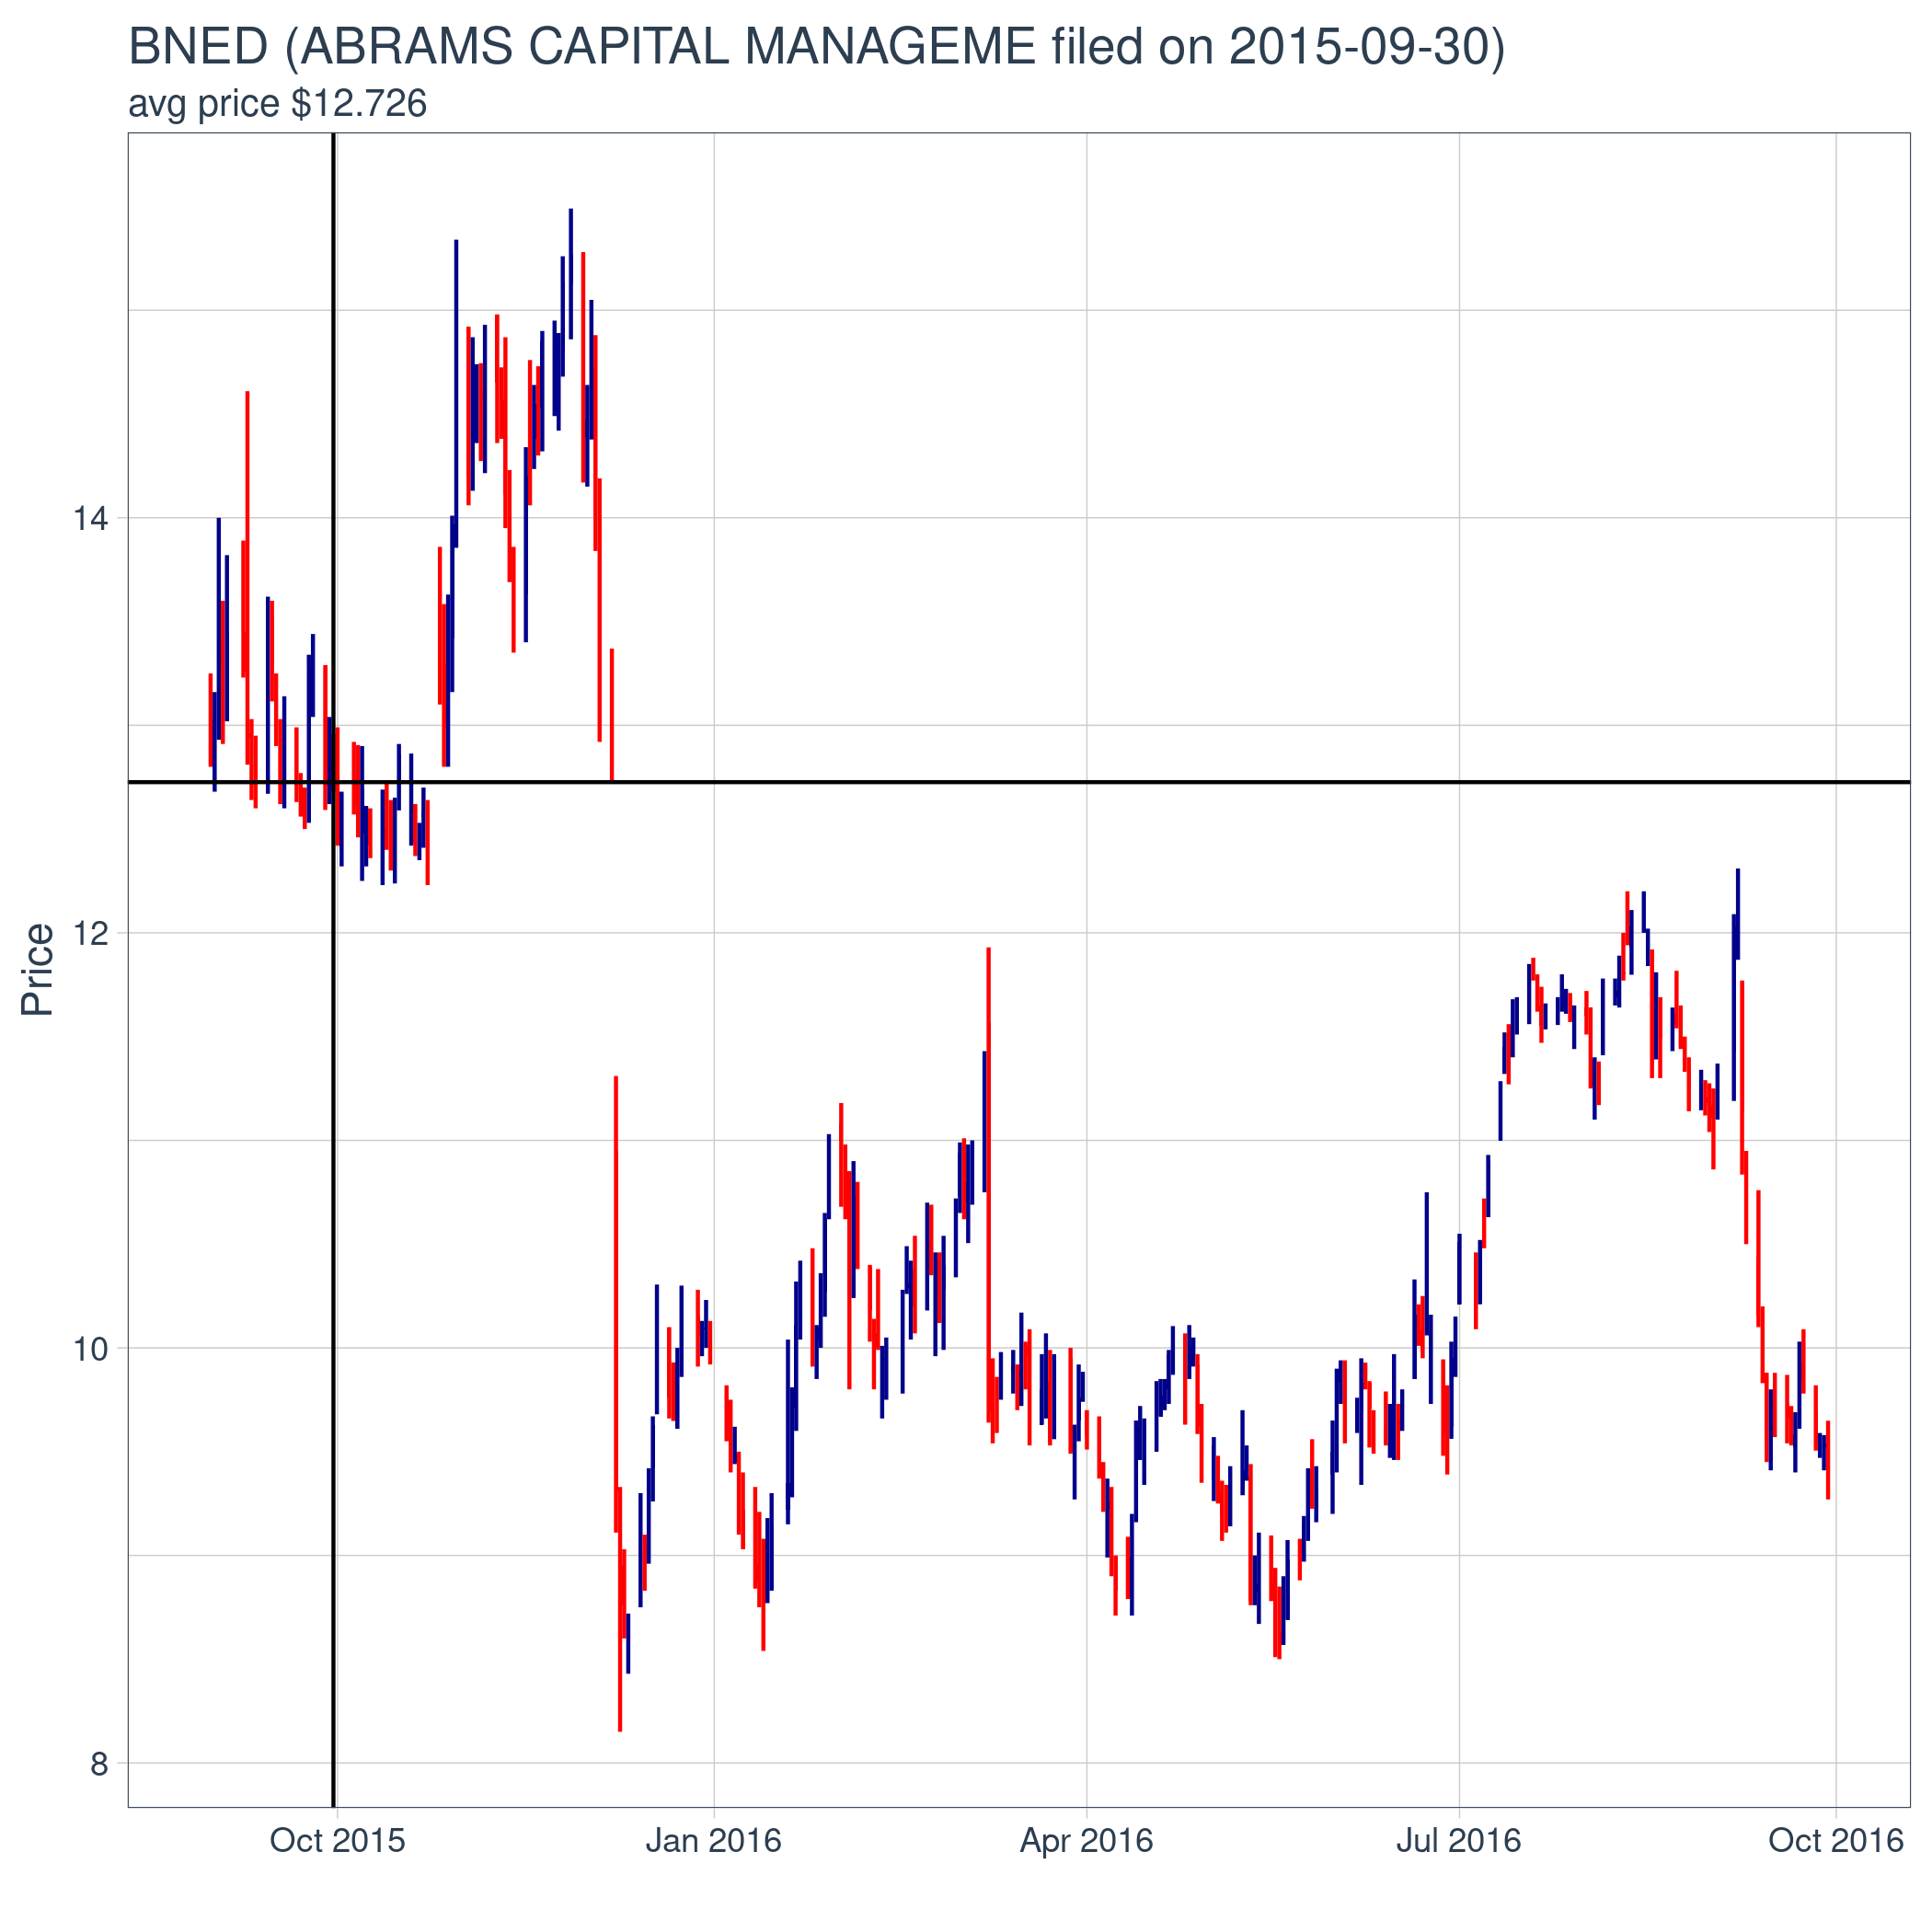 BNED (ABRAMS CAPITAL MANAGEME filed on 2015-09-30)
avg price $12.726
Price
14
12
10
8
Oct 2015
Jan 2016
Apr 2016
Jul 2016
Oct 2016